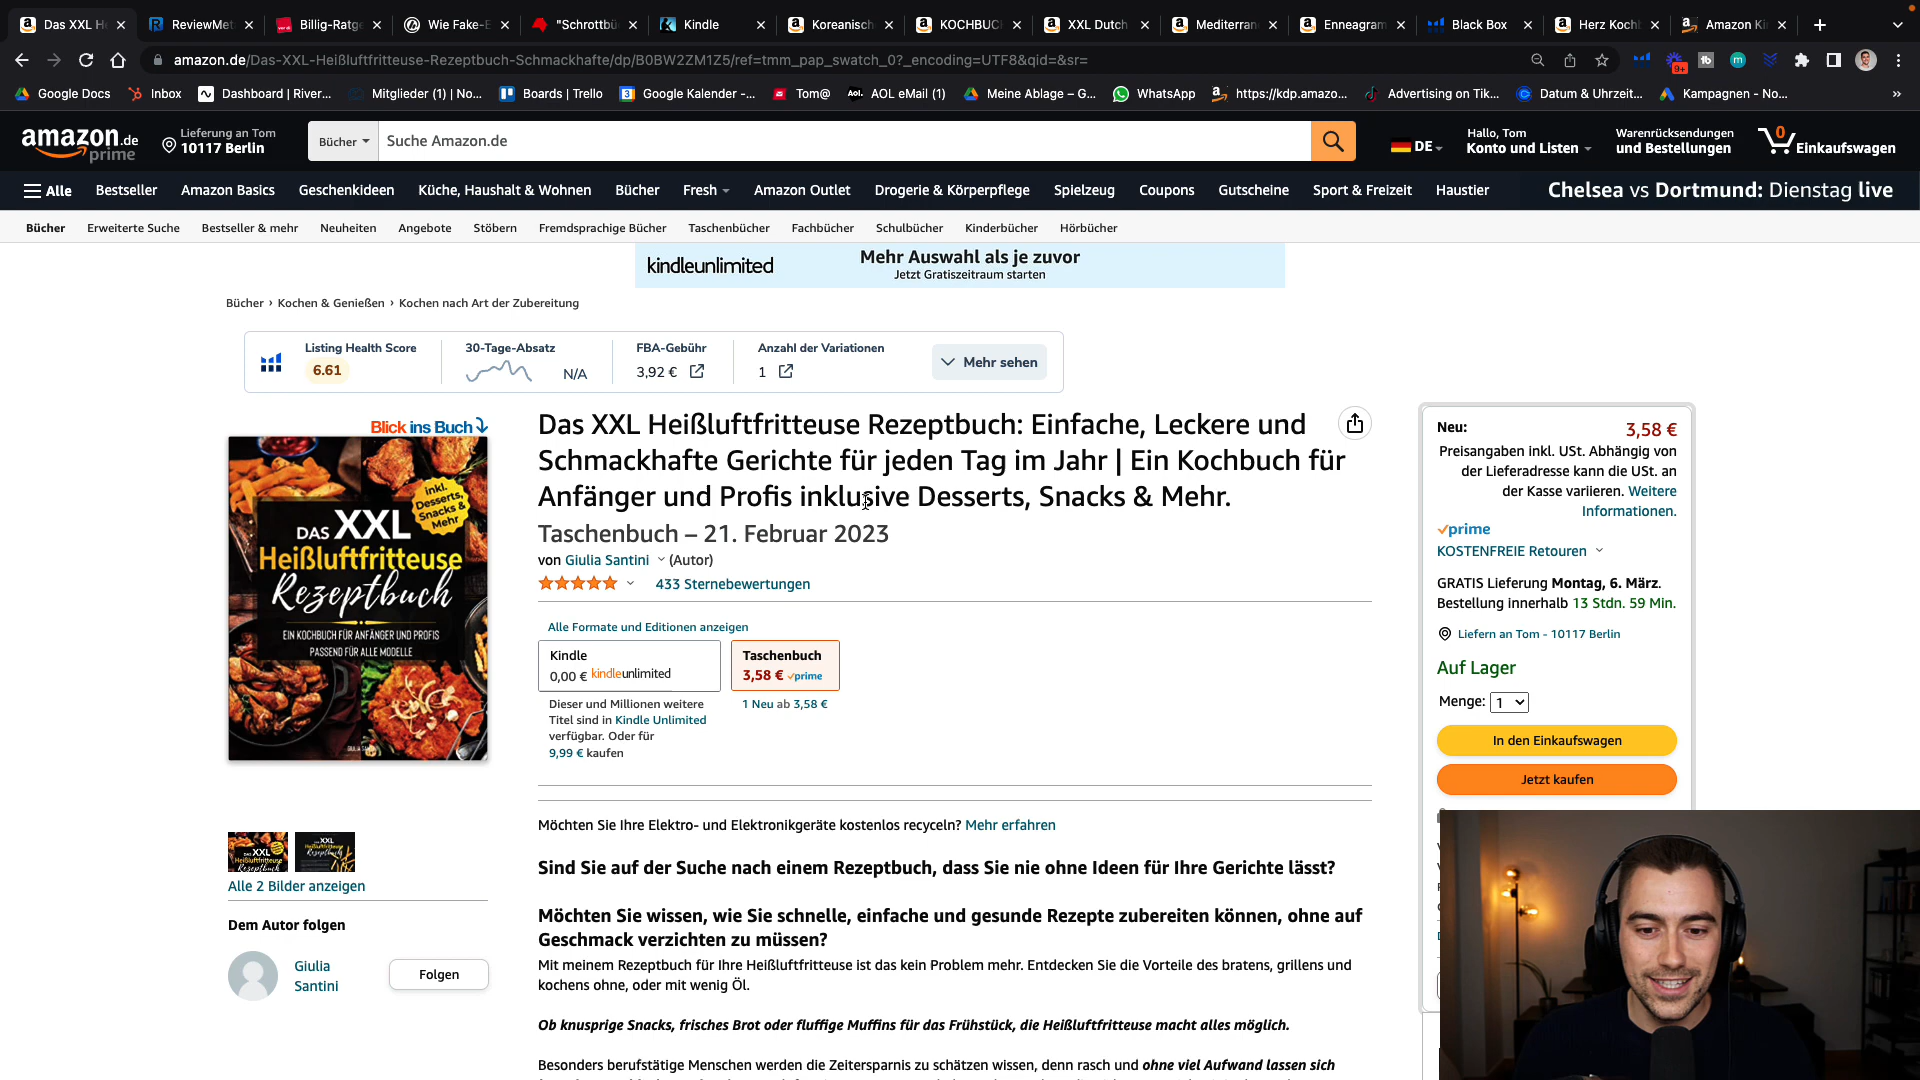 Das XXL He
ReviewMet
Billig-Ratge
Wie Fake-E
"Schrottbü
Kindle
Koreanisch
KOCHBUC
XXL Dutch
Mediterran
Enneagram
Black Box
Herz Koch
Amazon Ki
amazon.de/Das-XXL-Heißluftfritteuse-Rezeptbuch-Schmackhafte/dp/B0BW2ZM1Z5/ref=tmm_pap_swatch_0?_encoding=UTF8&qid=&sr=
9+
Google Docs
Inbox
Dashboard | River...
Mitglieder (1) | No...
Boards | Trello
Google Kalender -...
Tom@
AOL eMail (1)
Meine Ablage – G...
WhatsApp
https://kdp.amazo...
Advertising on Tik...
Datum & Uhrzeit...
Kampagnen - No...
amazon.de
prime
Lieferung an Tom
10117 Berlin
Bücher
Suche Amazon.de
DE
Hallo, Tom
Konto und Listen
Warenrücksendungen
und Bestellungen
0
Einkaufswagen
Alle
Bestseller
Amazon Basics
Geschenkideen
Küche, Haushalt & Wohnen
Bücher
Fresh
Amazon Outlet
Drogerie & Körperpflege
Spielzeug
Coupons
Gutscheine
Sport & Freizeit
Haustier
Chelsea vs Dortmund: Dienstag live
Bücher
Erweiterte Suche
Bestseller & mehr
Neuheiten
Angebote
Stöbern
Fremdsprachige Bücher
Taschenbücher
Fachbücher
Schulbücher
Kinderbücher
Hörbücher
kindleunlimited
Mehr Auswahl als je zuvor
Jetzt Gratiszeitraum starten
Bücher › Kochen & Genießen › Kochen nach Art der Zubereitung
Listing Health Score
6.61
30-Tage-Absatz
N/A
FBA-Gebühr
3,92 €
Anzahl der Variationen
1
Mehr sehen
Blick ins Buch
inkl.
Desserts,
Snacks &
Mehr
DAS XXL
Heißluftfritteuse
Rezeptbuch
EIN KOCHBUCH FÜR ANFÄNGER UND PROFIS
PASSEND FÜR ALLE MODELLE
Alle 2 Bilder anzeigen
Dem Autor folgen
Giulia
Santini
Folgen
Das XXL Heißluftfritteuse Rezeptbuch: Einfache, Leckere und
Schmackhafte Gerichte für jeden Tag im Jahr | Ein Kochbuch für
Anfänger und Profis inklusive Desserts, Snacks & Mehr.
Taschenbuch – 21. Februar 2023
von Giulia Santini (Autor)
433 Sternebewertungen
Alle Formate und Editionen anzeigen
Kindle
0,00 € kindleunlimited
Dieser und Millionen weitere
Titel sind in Kindle Unlimited
verfügbar. Oder für
9,99 € kaufen
Taschenbuch
3,58 € prime
1 Neu ab 3,58 €
Möchten Sie Ihre Elektro- und Elektronikgeräte kostenlos recyceln? Mehr erfahren
Sind Sie auf der Suche nach einem Rezeptbuch, dass Sie nie ohne Ideen für Ihre Gerichte lässt?
Möchten Sie wissen, wie Sie schnelle, einfache und gesunde Rezepte zubereiten können, ohne auf
Geschmack verzichten zu müssen?
Mit meinem Rezeptbuch für Ihre Heißluftfritteuse ist das kein Problem mehr. Entdecken Sie die Vorteile des bratens, grillens und
kochens ohne, oder mit wenig Öl.
Ob knusprige Snacks, frisches Brot oder fluffige Muffins für das Frühstück, die Heißluftfritteuse macht alles möglich.
Besonders berufstätige Menschen werden die Zeitersparnis zu schätzen wissen, denn rasch und ohne viel Aufwand lassen sich
Neu:
3,58 €
Preisangaben inkl. USt. Abhängig von
der Lieferadresse kann die USt. an
der Kasse variieren. Weitere
Informationen.
prime
KOSTENFREIE Retouren
GRATIS Lieferung Montag, 6. März.
Bestellung innerhalb 13 Stdn. 59 Min.
Liefern an Tom - 10117 Berlin
Auf Lager
Menge: 1
In den Einkaufswagen
Jetzt kaufen